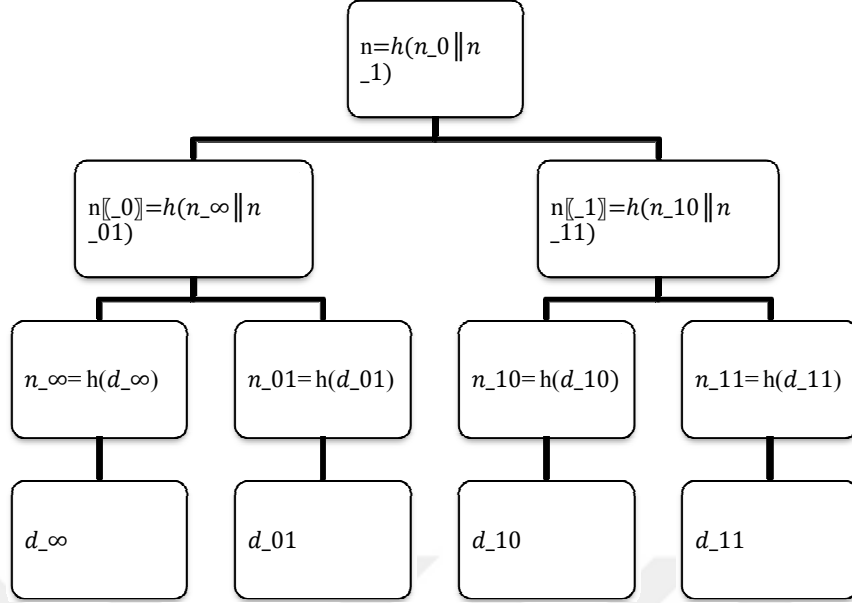 n=h(n_0‖n
_1)
n〖_0〗=h(n_∞‖n
_01)
n〖_1〗=h(n_10‖n
_11)
n_∞= h(d_∞)
n_01= h(d_01)
n_10= h(d_10)
n_11= h(d_11)
d_∞
d_01
d_10
d_11